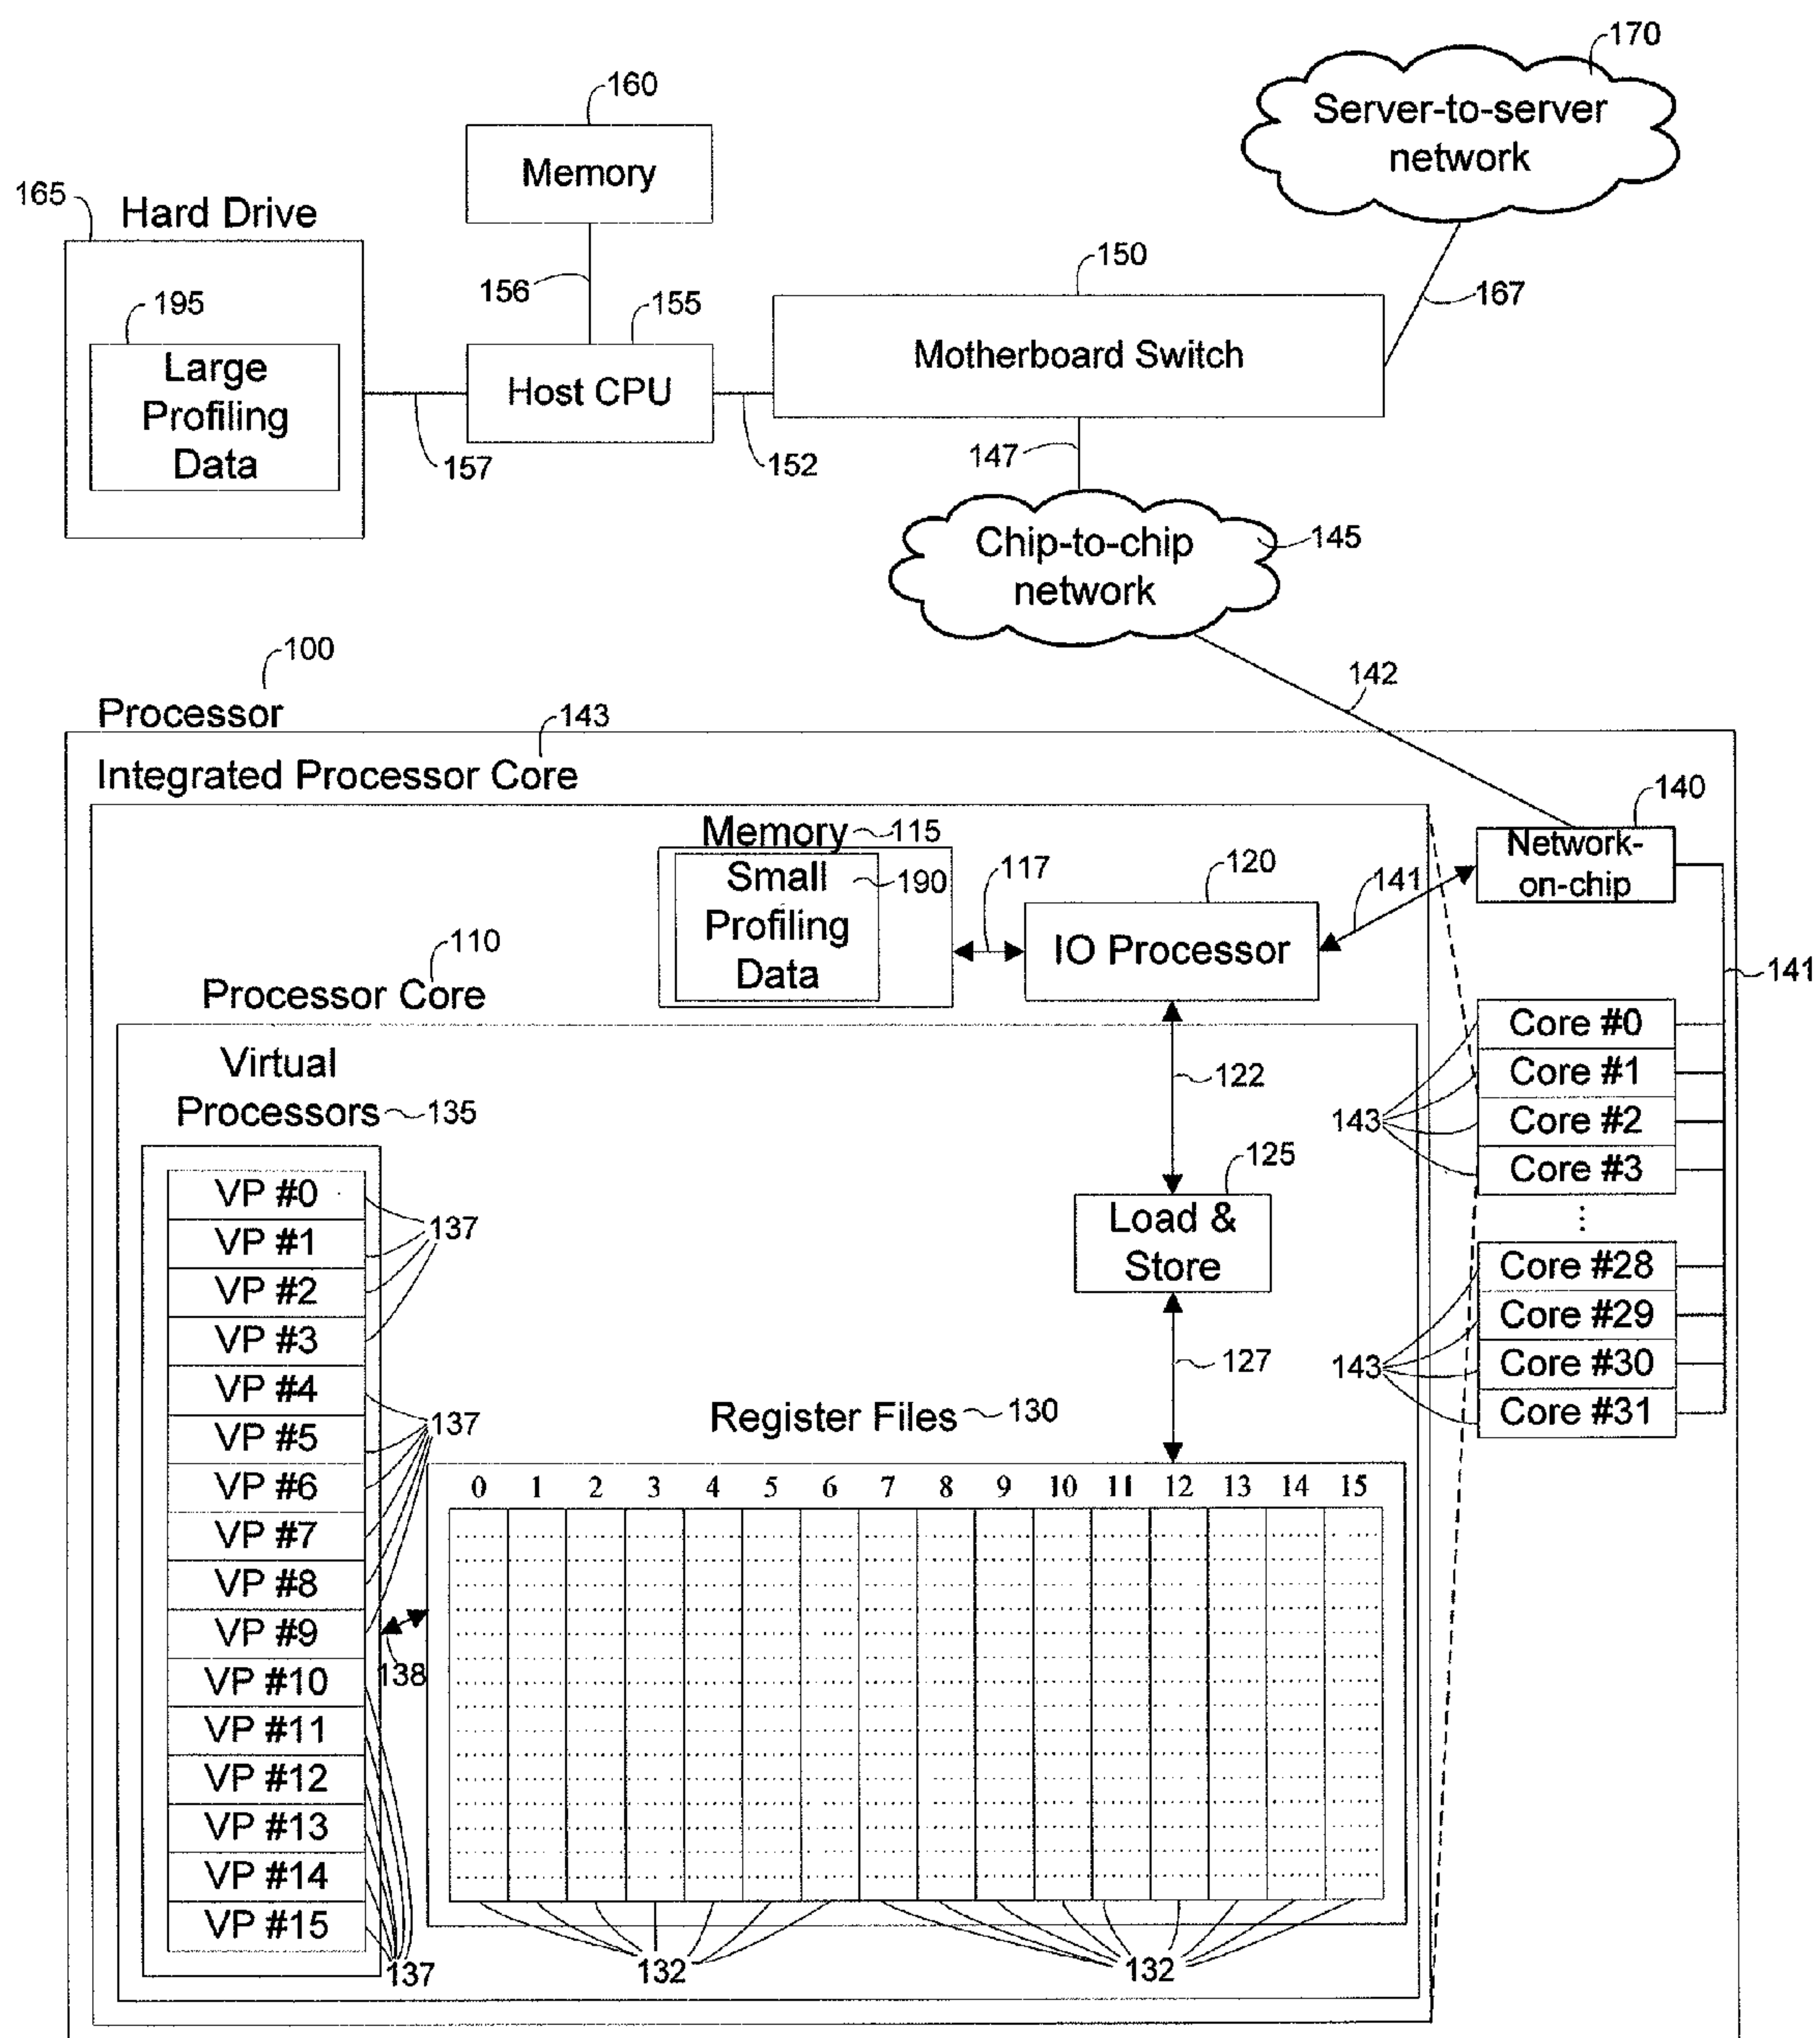 170
Server-to-server
network
160
Memory
165
Hard Drive
150
156
155
167
195
Large
Profiling
Data
Host CPU
Motherboard Switch
157
152
147
Chip-to-chip
network
145
100
Processor
142
143
Integrated Processor Core
140
Network-
on-chip
Memory
115
Small
Profiling
Data
190
117
120
141
IO Processor
110
Processor Core
141
Core #0
Core #1
Core #2
Core #3
143
Virtual
Processors
135
122
125
Load &
Store
⋮
Core #28
Core #29
Core #30
Core #31
143
127
VP #0
VP #1
VP #2
VP #3
VP #4
VP #5
VP #6
VP #7
VP #8
VP #9
VP #10
VP #11
VP #12
VP #13
VP #14
VP #15
137
137
137
138
Register Files
130
0 1 2 3 4 5 6 7 8 9 10 11 12 13 14 15
132
132